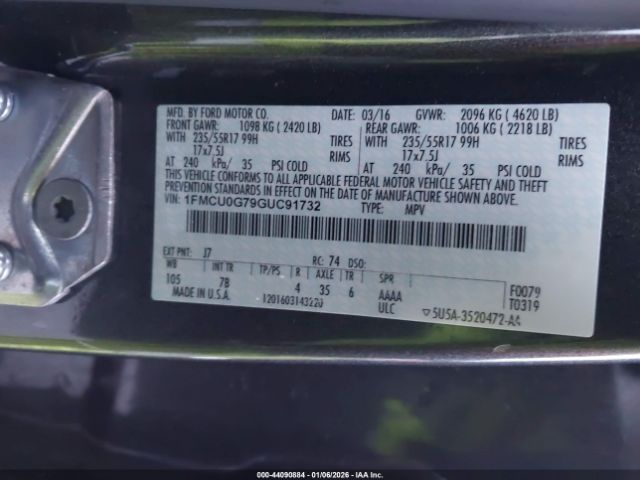 MFD. BY FORD MOTOR CO. DATE: 03/16 GVWR: 2096 KG ( 4620 LB)
FRONT GAWR: 1098 KG ( 2420 LB) REAR GAWR: 1006 KG ( 2218 LB)
WITH 235/55R17 99H TIRES WITH 235/55R17 99H TIRES
17x7.5J RIMS 17x7.5J RIMS
AT 240 kPa/ 35 PSI COLD AT 240 kPa/ 35 PSI COLD
THIS VEHICLE CONFORMS TO ALL APPLICABLE FEDERAL MOTOR VEHICLE SAFETY AND THEFT
PREVENTION STANDARDS IN EFFECT ON THE DATE OF MANUFACTURE SHOWN ABOVE.
VIN: 1FMCU0G79GUC91732 TYPE: MPV
EXT PNT: J7 RC: 74 DSO:
WB INT TR TP/PS R AXLE TR SPR
105 7B 4 35 6 AAAA F0079
MADE IN U.S.A. ULC T0319
1201603143220 5U5A-3520472-AA
000-44090884 - 01/06/2026 - IAA Inc.